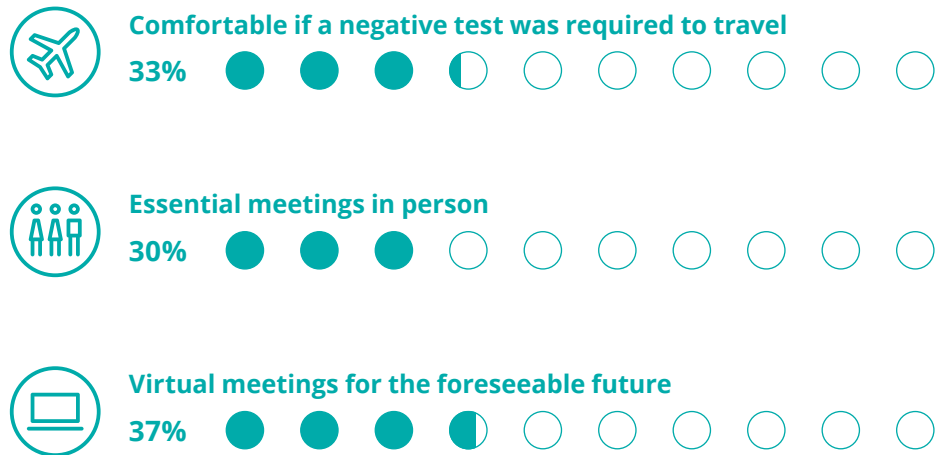 Comfortable if a negative test was required to travel
33%
Essential meetings in person
30%
Virtual meetings for the foreseeable future
37%